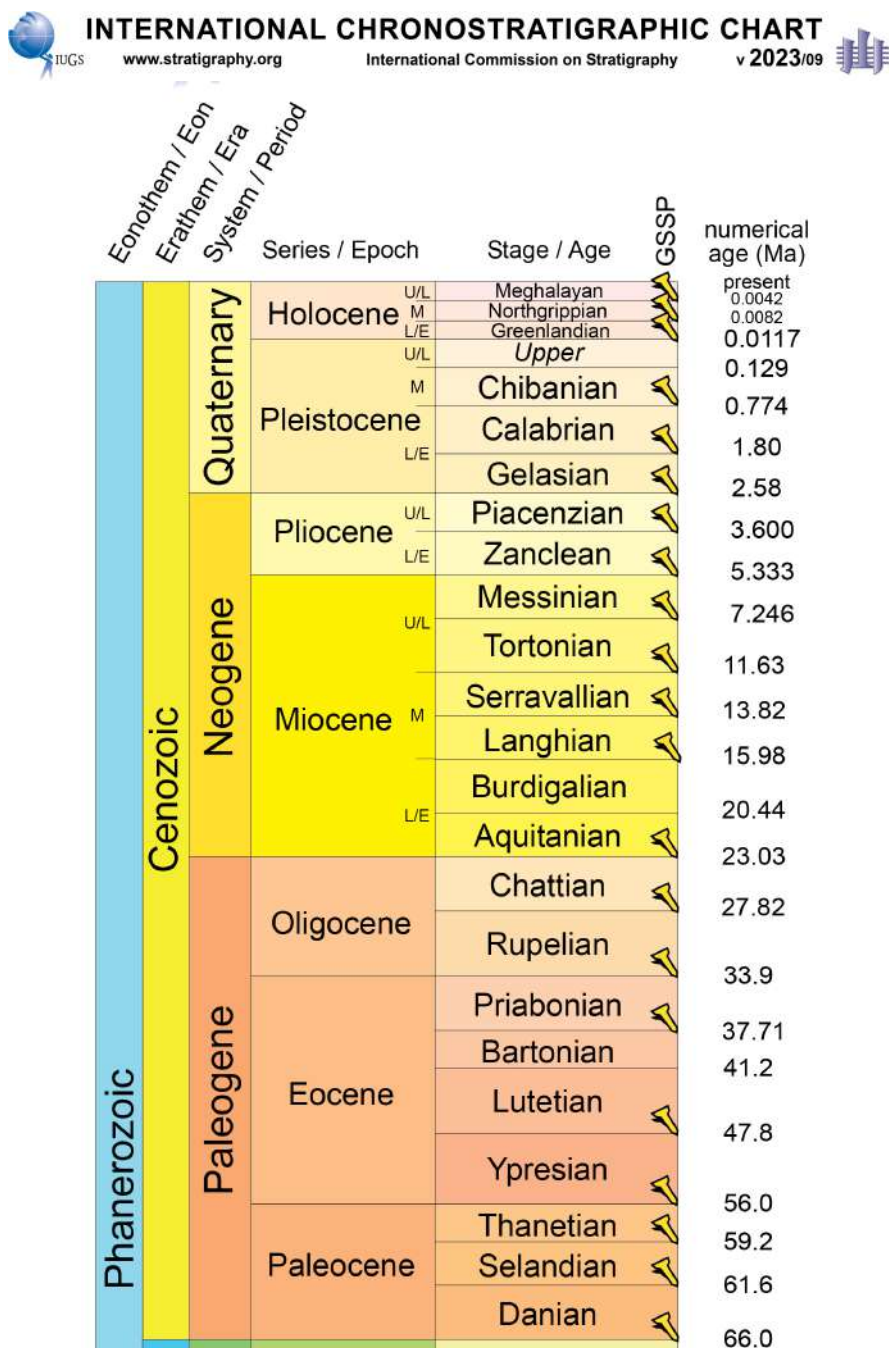 INTERNATIONAL CHRONOSTRATIGRAPHIC CHART
IUGS
www.stratigraphy.org International Commission on Stratigraphy v 2023/09
Eonothem / Eon
Erathem / Era
System / Period
Series / Epoch
Stage / Age
GSSP
numerical
age (Ma)
Phanerozoic
Cenozoic
Quaternary
Holocene
U/L Meghalayan present
M Northgrippian 0.0042
L/E Greenlandian 0.0082
0.0117
Pleistocene
U/L Upper
0.129
M Chibanian
0.774
L/E
Calabrian
1.80
Gelasian
2.58
Neogene
Pliocene
U/L Piacenzian
3.600
L/E Zanclean
5.333
Miocene
U/L
Messinian
7.246
Tortonian
11.63
M
Serravallian
13.82
Langhian
15.98
L/E
Burdigalian
20.44
Aquitanian
23.03
Paleogene
Oligocene
Chattian
27.82
Rupelian
33.9
Eocene
Priabonian
37.71
Bartonian
41.2
Lutetian
47.8
Ypresian
56.0
Paleocene
Thanetian
59.2
Selandian
61.6
Danian
66.0